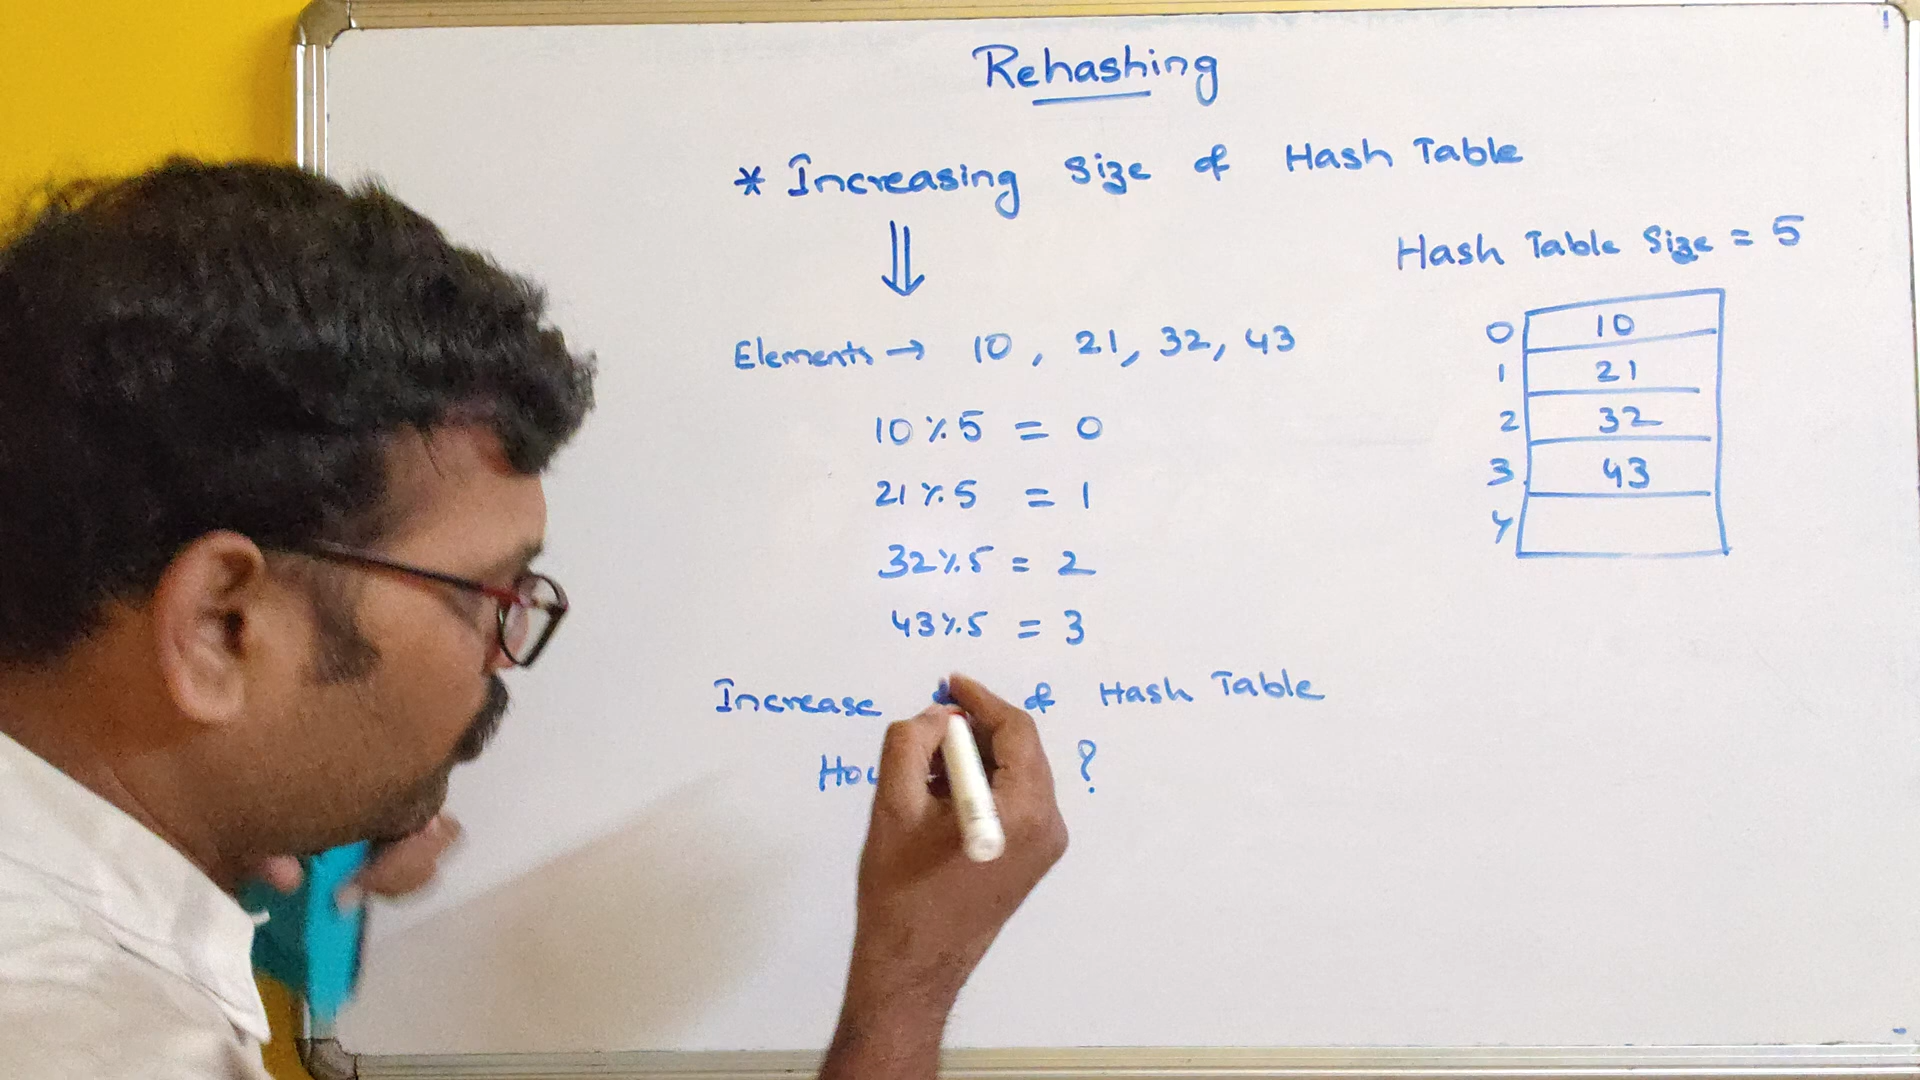 Rehashing
* Increasing Size of Hash Table
Hash Table Size = 5
Elements → 10, 21, 32, 43
10 % 5 = 0
21 % 5 = 1
32 % 5 = 2
43 % 5 = 3
0 10
1 21
2 32
3 43
4
Increase of Hash Table
?